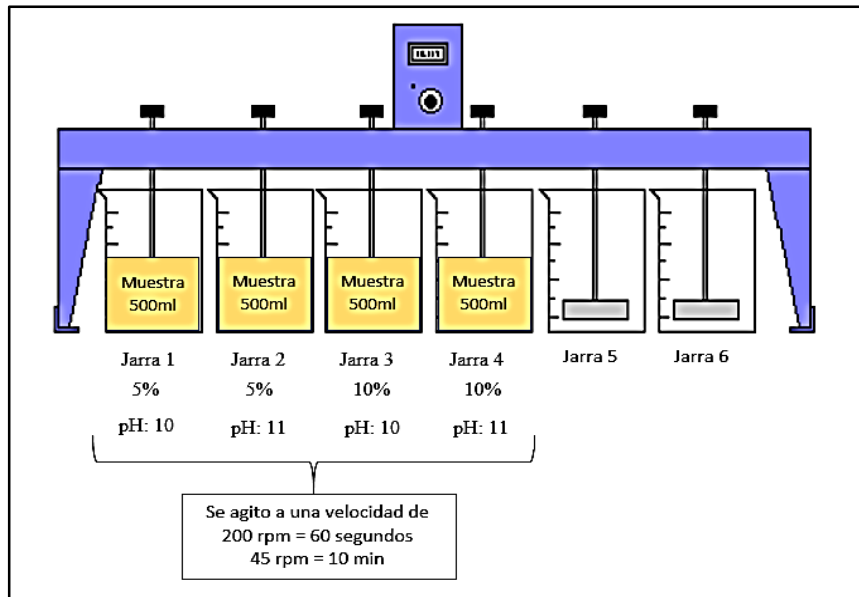 Muestra
500ml
Muestra
500ml
Muestra
500ml
Muestra
500ml
Jarra 1
5%
pH: 10
Jarra 2
5%
pH: 11
Jarra 3
10%
pH: 10
Jarra 4
10%
pH: 11
Jarra 5
Jarra 6
Se agito a una velocidad de
200 rpm = 60 segundos
45 rpm = 10 min